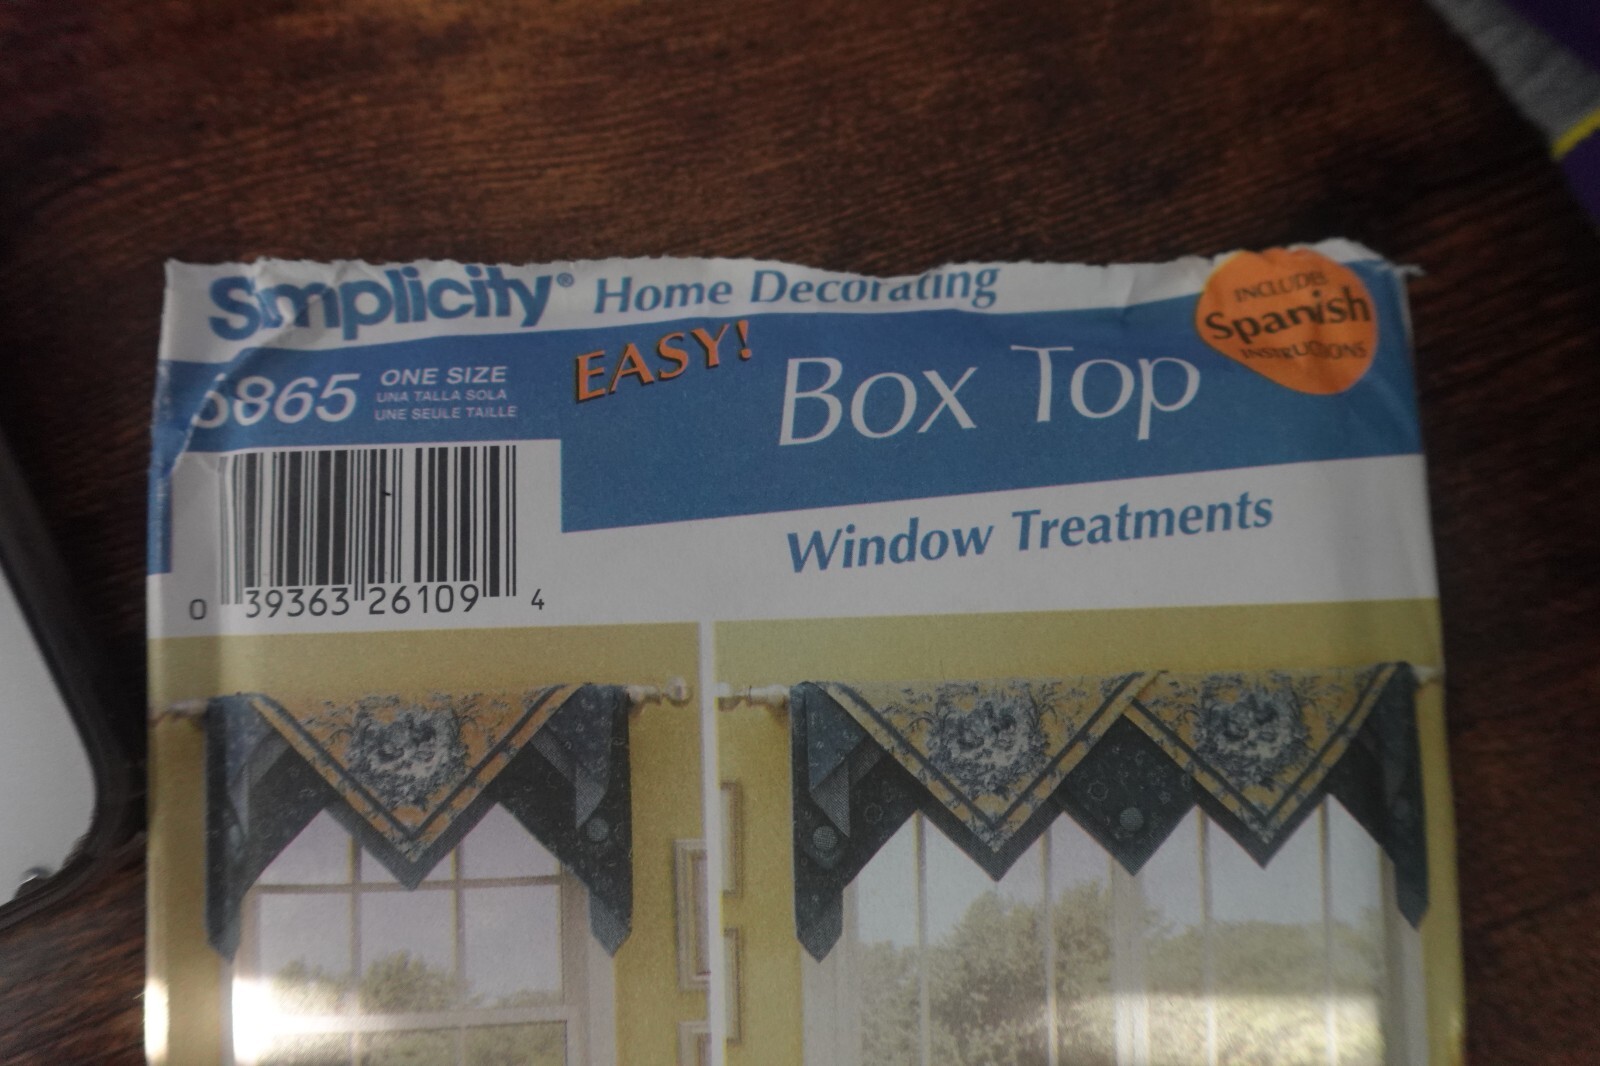 Simplicity® Home Decorating
INCLUDES
Spanish
INSTRUCTIONS
EASY!
Box Top
ONE SIZE
UNA TALLA SOLA
UNE SEULE TAILLE
Window Treatments
0 39363 26109 4